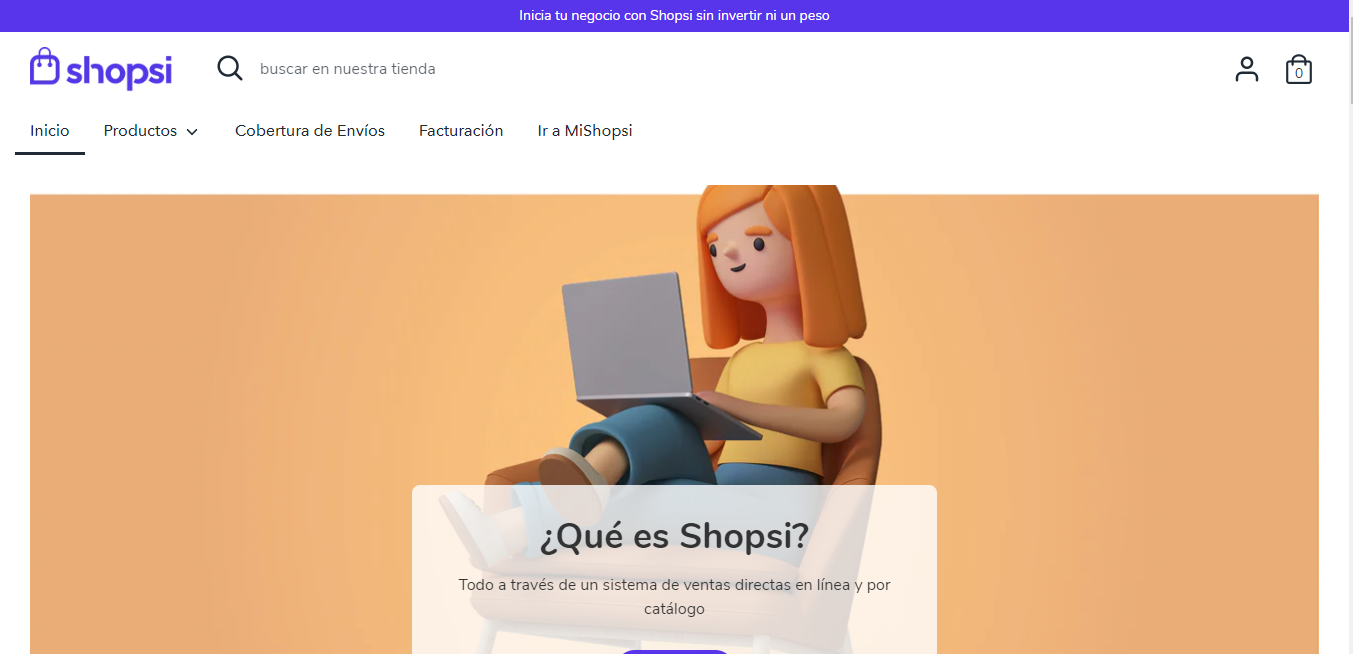 Inicia tu negocio con Shopsi sin invertir ni un peso
shopsi
buscar en nuestra tienda
0
Inicio Productos Cobertura de Envíos Facturación Ir a MiShopsi
¿Qué es Shopsi?
Todo a través de un sistema de ventas directas en línea y por
catálogo